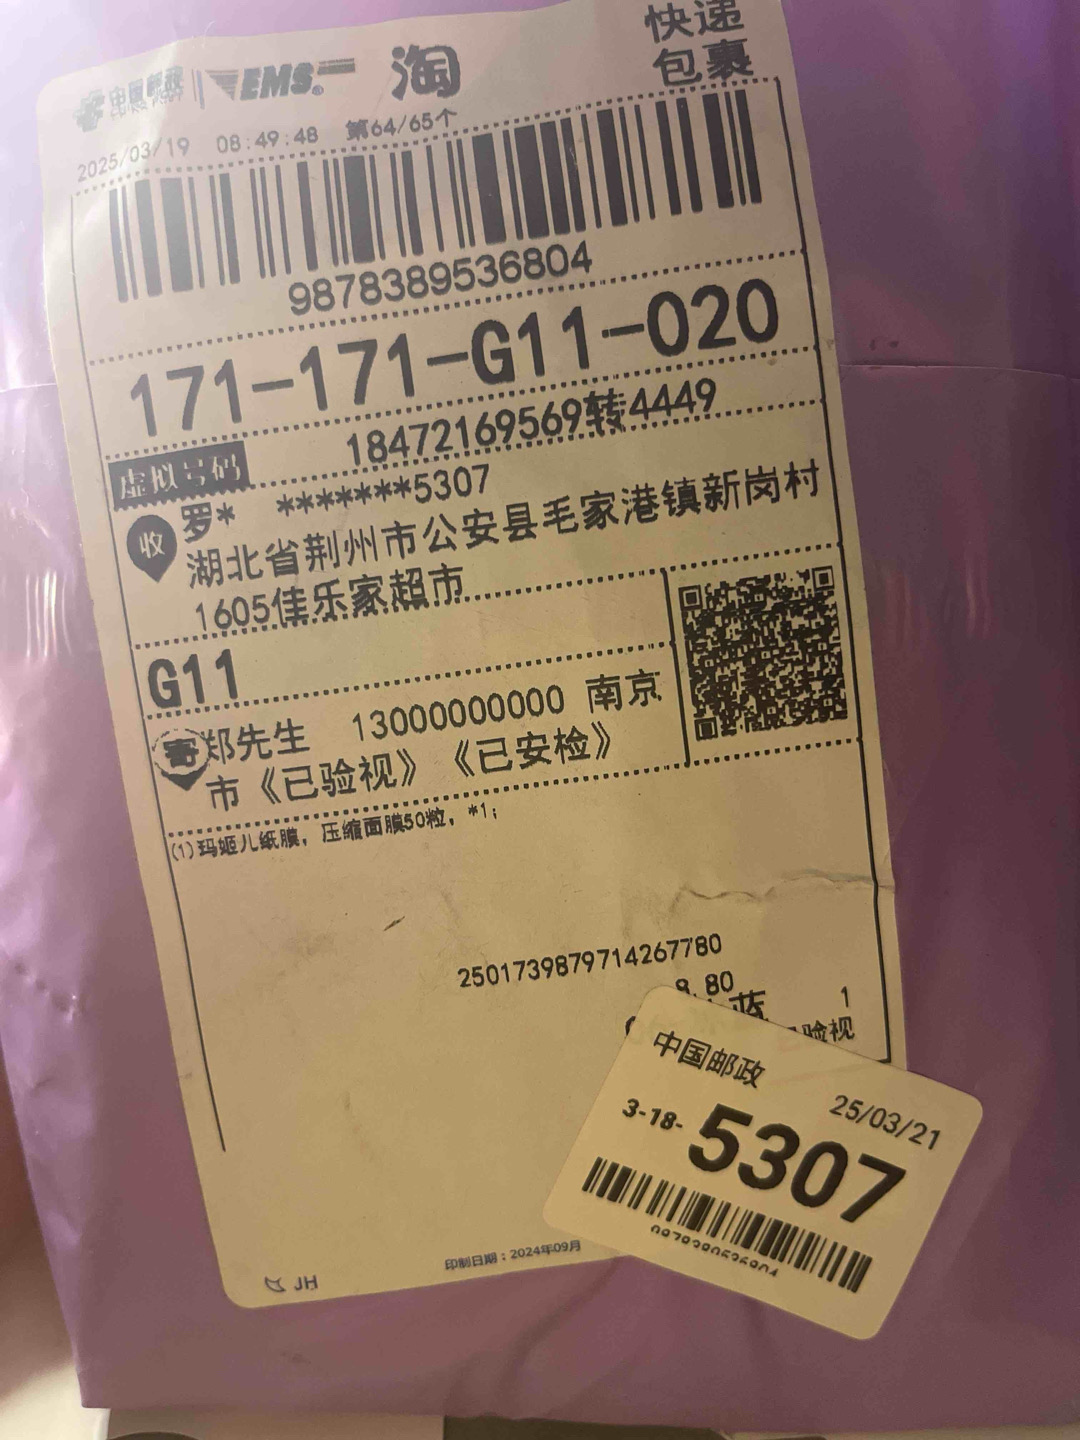 中国邮政 EMS 淘 快递
包裹
2025/03/19 08:49:48 第64/65个
9878389536804
171-171-G11-020
虚拟号码 18472169569转4449
收 罗* *******5307
湖北省荆州市公安县毛家港镇新岗村
1605佳乐家超市
G11
寄 郑先生 13000000000 南京
市《已验视》《已安检》
(1)玛姬儿纸膜，压缩面膜50粒，*1;
2501739879714267780
蓝 1
验视
中国邮政
25/03/21
3-18-5307
印制日期：2024年09月
JH